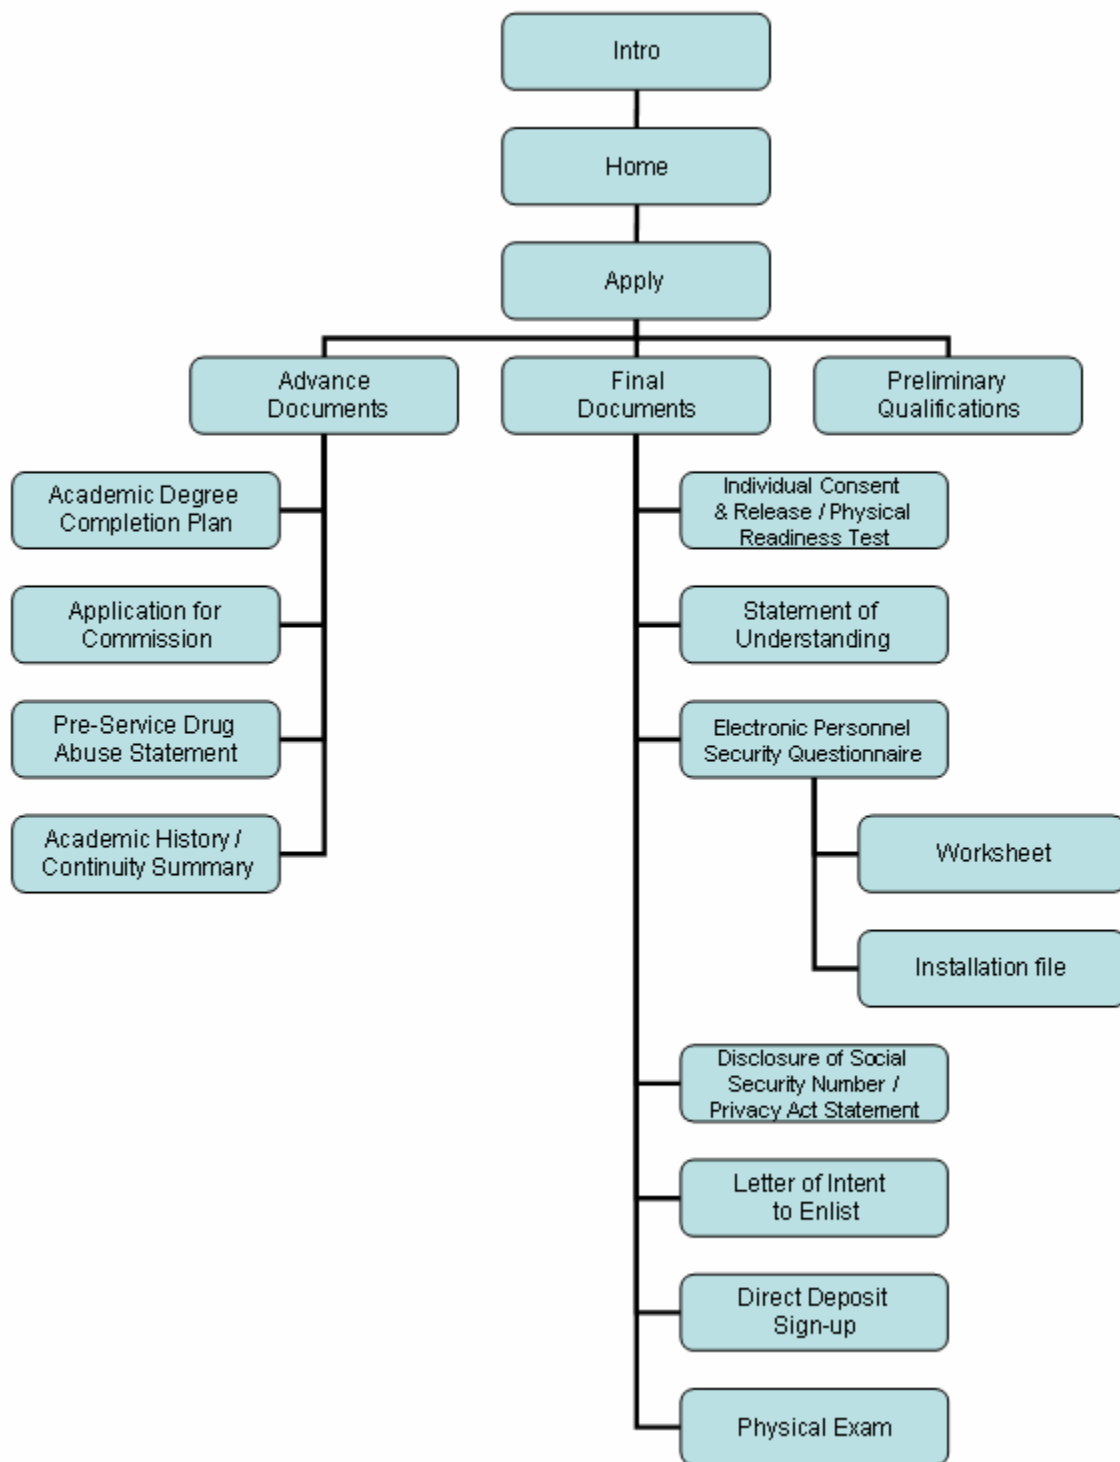 Intro
Home
Apply
Advance
Documents
Final
Documents
Preliminary
Qualifications
Academic Degree
Completion Plan
Application for
Commission
Pre-Service Drug
Abuse Statement
Academic History /
Continuity Summary
Individual Consent
& Release / Physical
Readiness Test
Statement of
Understanding
Electronic Personnel
Security Questionnaire
Worksheet
Installation file
Disclosure of Social
Security Number /
Privacy Act Statement
Letter of Intent
to Enlist
Direct Deposit
Sign-up
Physical Exam